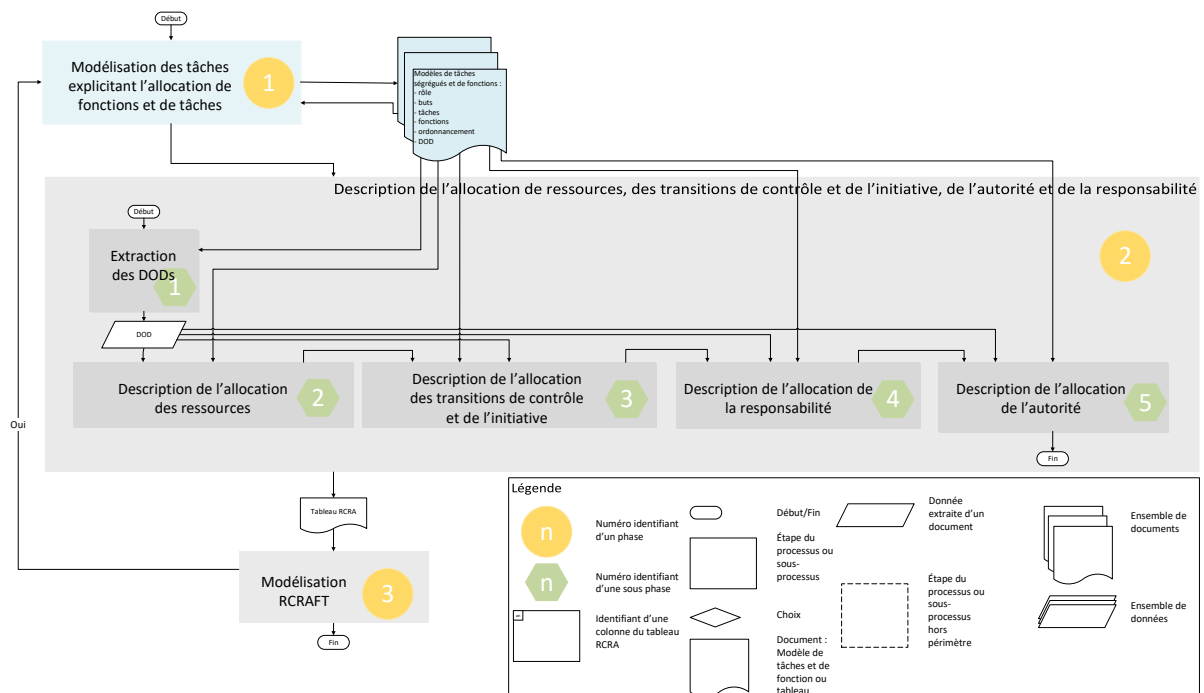 Début
Modélisation des tâches
explicitant l'allocation de
fonctions et de tâches
1
Modèles de tâches
ségrégués et de fonctions :
- rôle
- buts
- tâches
- fonctions
- ordonnancement
- DOD
Description de l'allocation de ressources, des transitions de contrôle et de l'initiative, de l'autorité et de la responsabilité
Début
2
Extraction
des DODs
1
DOD
Description de l'allocation
des ressources
2
Description de l'allocation
des transitions de contrôle
et de l'initiative
3
Description de l'allocation de
la responsabilité
4
Description de l'allocation
de l'autorité
5
Oui
Fin
Tableau RCRA
Modélisation
RCRAFT
3
Fin
Légende
n
Numéro identifiant
d'un phase
n
Numéro identifiant
d'une sous phase
Identifiant d'une
colonne du tableau
RCRA
Début/Fin
Étape du
processus ou
sous-
processus
Choix
Document :
Modèle de
tâches et de
fonction ou
tableau
Donnée
extraite d'un
document
Étape du
processus ou
sous-
processus
hors
périmètre
Ensemble de
documents
Ensemble de
données